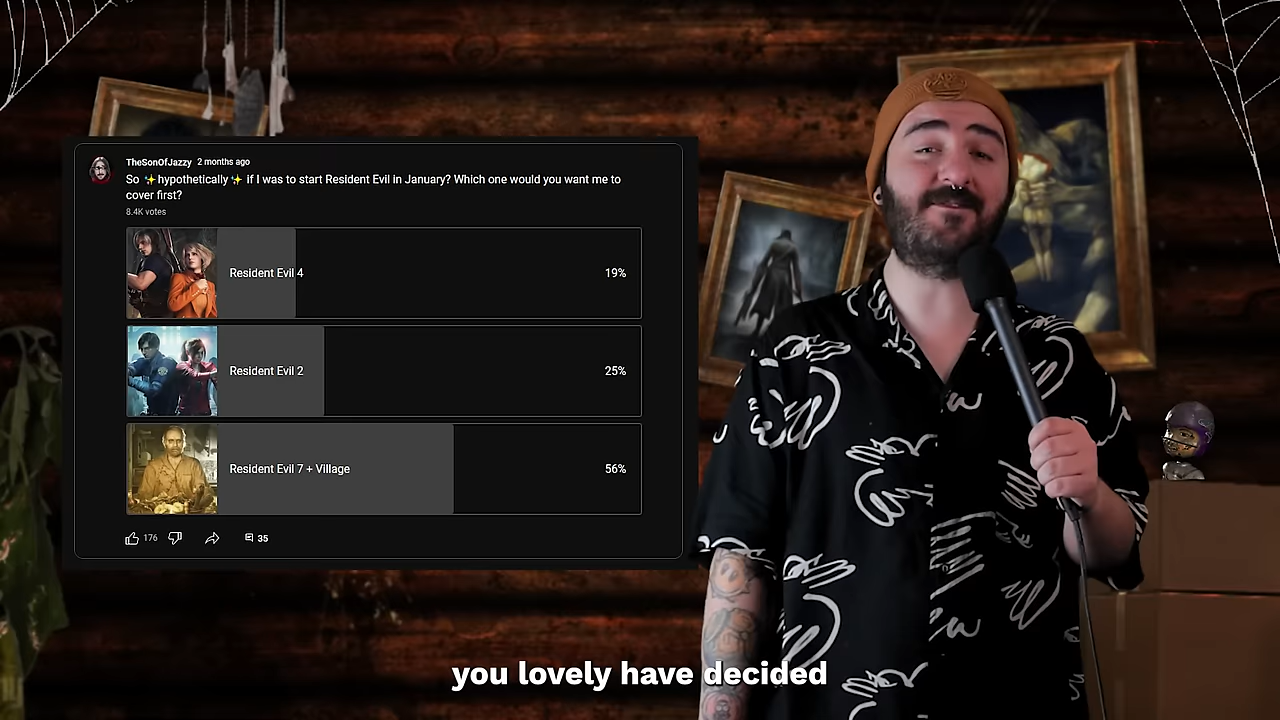 TheSonOfJazzy 2 months ago
So ✨hypothetically✨ if I was to start Resident Evil in January? Which one would you want me to
cover first?
8.4K votes
Resident Evil 4 19%
Resident Evil 2 25%
Resident Evil 7 + Village 56%
176 35
you lovely have decided